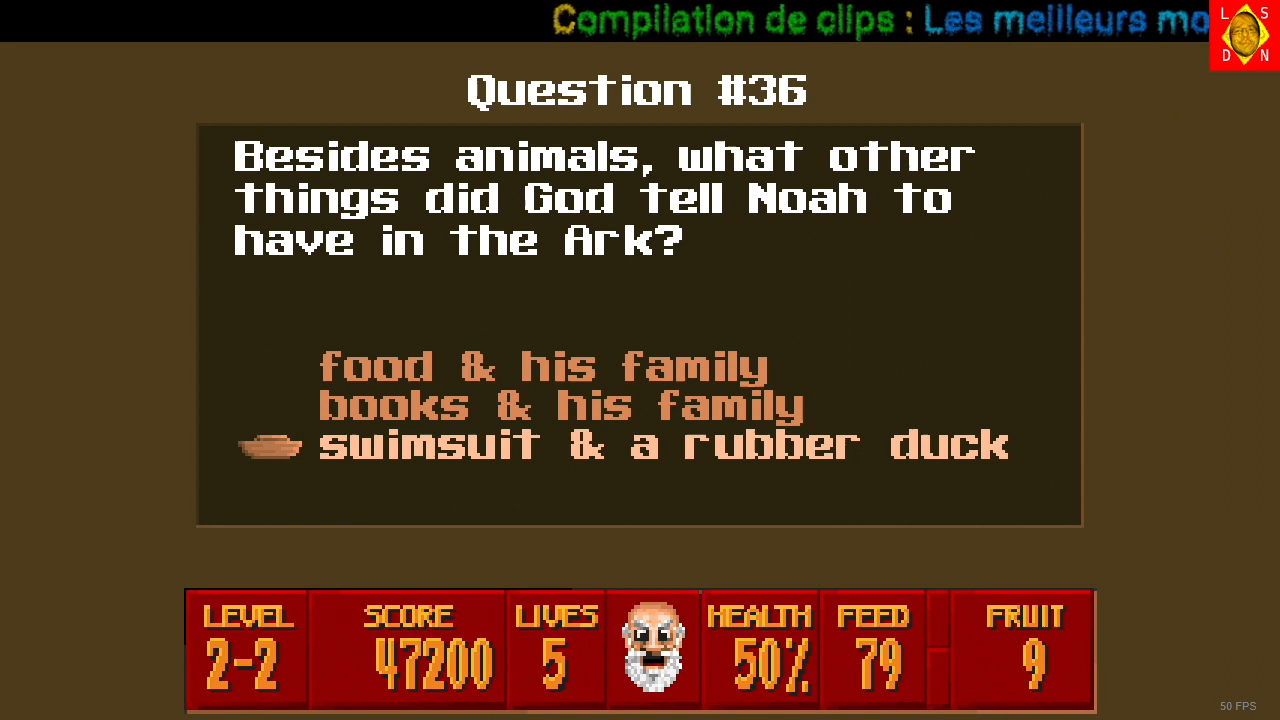 Compilation de clips : Les meilleurs mo
L S
D N
Question #36
Besides animals, what other
things did God tell Noah to
have in the Ark?
food & his family
books & his family
swimsuit & a rubber duck
LEVEL SCORE LIVES HEALTH FEED FRUIT
2-2 47200 5 50% 79 9
50 FPS